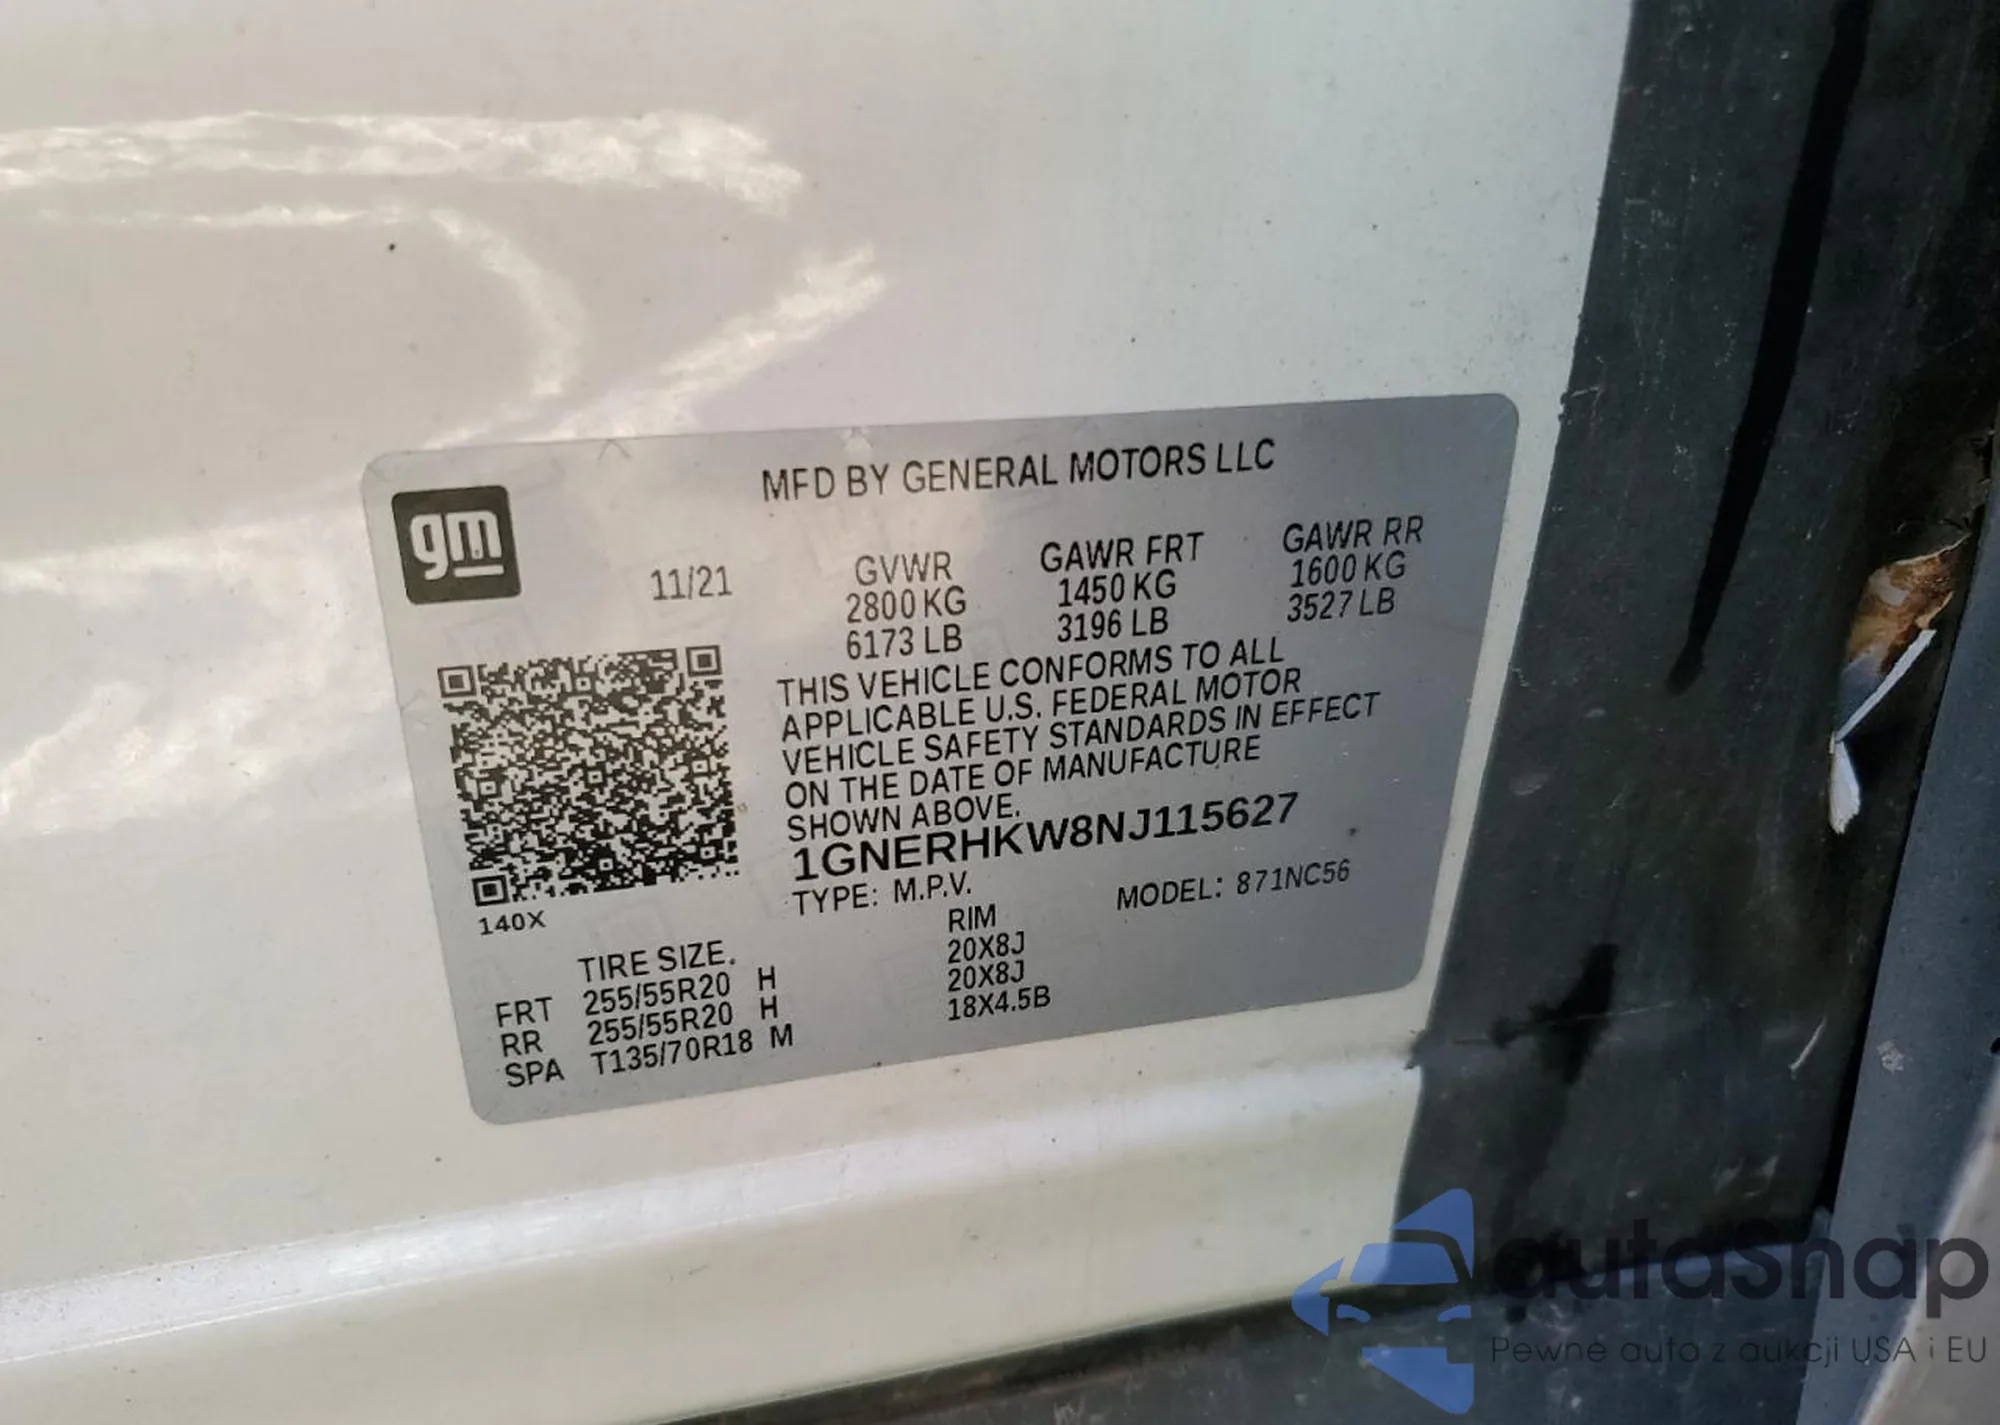 MFD BY GENERAL MOTORS LLC
gm
11/21 GVWR GAWR FRT GAWR RR
2800 KG 1450 KG 1600 KG
6173 LB 3196 LB 3527 LB
THIS VEHICLE CONFORMS TO ALL
APPLICABLE U.S. FEDERAL MOTOR
VEHICLE SAFETY STANDARDS IN EFFECT
ON THE DATE OF MANUFACTURE
SHOWN ABOVE.
1GNERHKW8NJ115627
TYPE: M.P.V. MODEL: 871NC56
140X
TIRE SIZE. RIM
FRT 255/55R20 H 20X8J
RR 255/55R20 H 20X8J
SPA T135/70R18 M 18X4.5B
autoSnap
Pewne auta z aukcji USA i EU